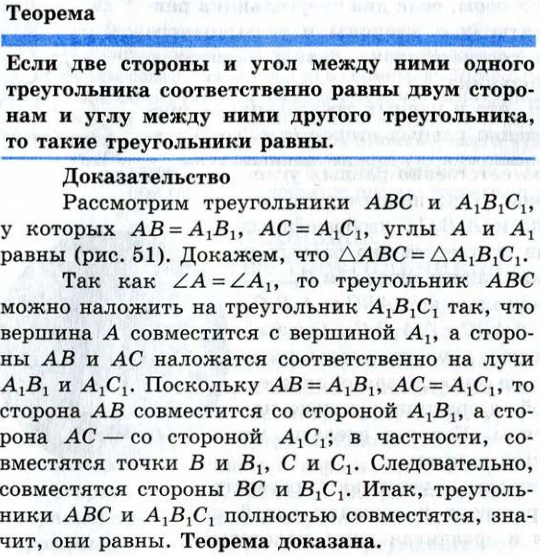 Теорема
Если две стороны и угол между ними одного
треугольника соответственно равны двум сторо-
нам и углу между ними другого треугольника,
то такие треугольники равны.
Доказательство
Рассмотрим треугольники ABC и A₁B₁C₁,
у которых AB = A₁B₁, AC = A₁C₁, углы A и A₁
равны (рис. 51). Докажем, что △ABC = △A₁B₁C₁.
Так как ∠A = ∠A₁, то треугольник ABC
можно наложить на треугольник A₁B₁C₁ так, что
вершина A совместится с вершиной A₁, а сторо-
ны AB и AC наложатся соответственно на лучи
A₁B₁ и A₁C₁. Поскольку AB = A₁B₁, AC = A₁C₁, то
сторона AB совместится со стороной A₁B₁, а сто-
рона AC — со стороной A₁C₁; в частности, со-
вместятся точки B и B₁, C и C₁. Следовательно,
совместятся стороны BC и B₁C₁. Итак, треуголь-
ники ABC и A₁B₁C₁ полностью совместятся, зна-
чит, они равны. Теорема доказана.